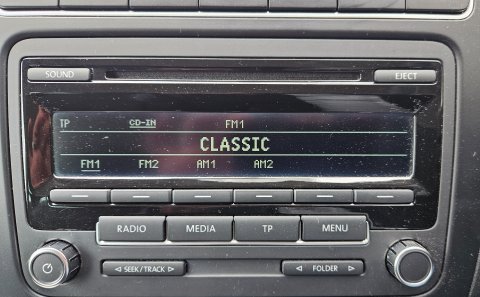 SOUND EJECT
TP CD-IN FM1
CLASSIC
FM1 FM2 AM1 AM2
RADIO MEDIA TP MENU
SEEK/TRACK FOLDER